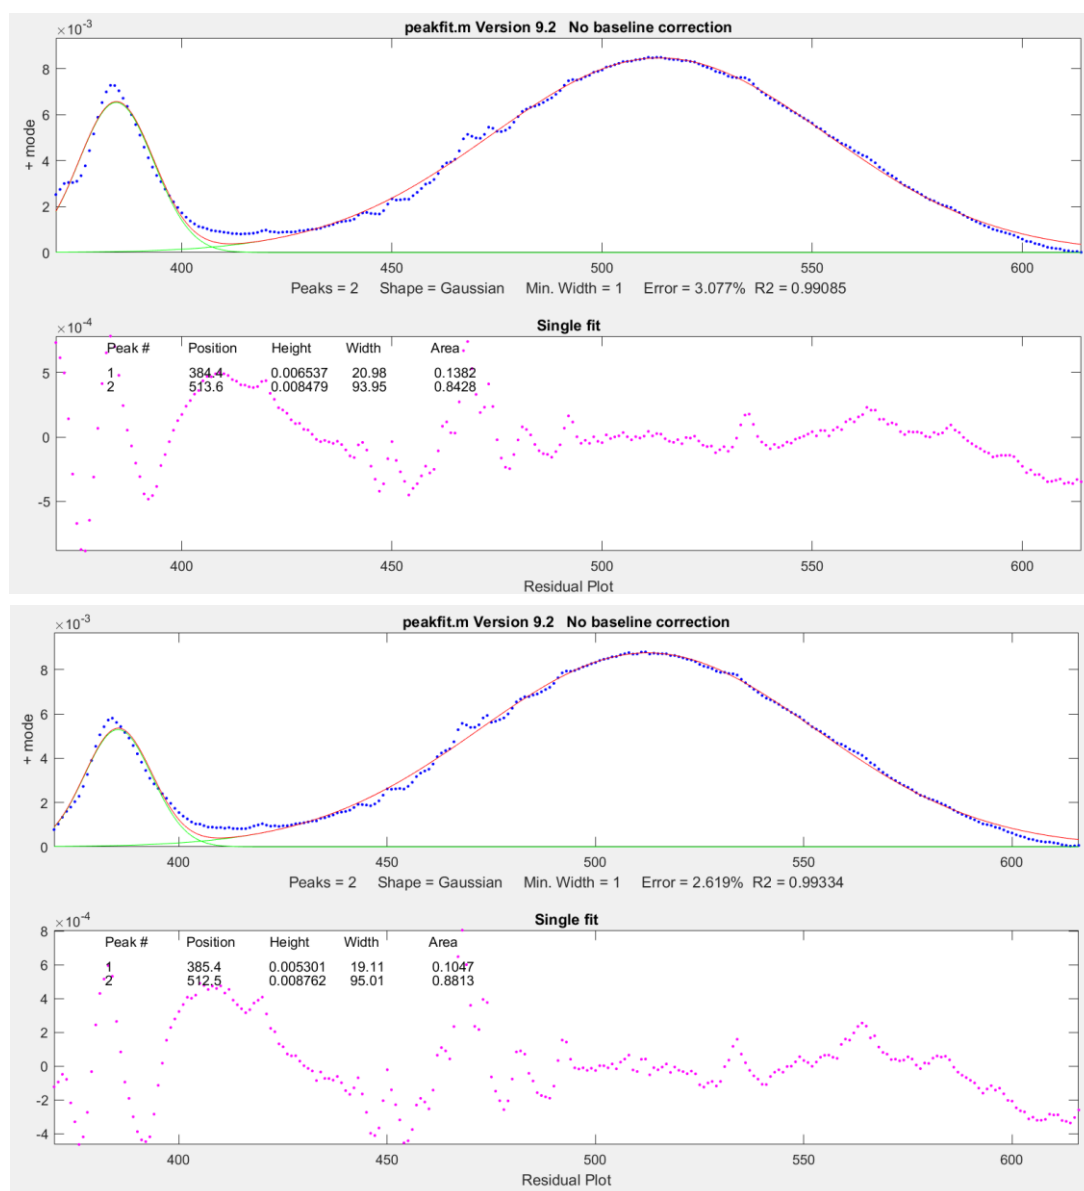 peakfit.m Version 9.2 No baseline correction
×10-3
8
6
4
2
0
+ mode
400 450 500 550 600
Peaks = 2 Shape = Gaussian Min. Width = 1 Error = 3.077% R2 = 0.99085
Single fit
×10-4
Peak # Position Height Width Area
1 384.4 0.006537 20.98 0.1382
2 513.6 0.008479 93.95 0.8428
5
0
-5
400 450 500 550 600
Residual Plot
peakfit.m Version 9.2 No baseline correction
×10-3
8
6
4
2
0
+ mode
400 450 500 550 600
Peaks = 2 Shape = Gaussian Min. Width = 1 Error = 2.619% R2 = 0.99334
Single fit
×10-4
8
Peak # Position Height Width Area
1 385.4 0.005301 19.11 0.1047
2 512.5 0.008762 95.01 0.8813
6
4
2
0
-2
-4
400 450 500 550 600
Residual Plot